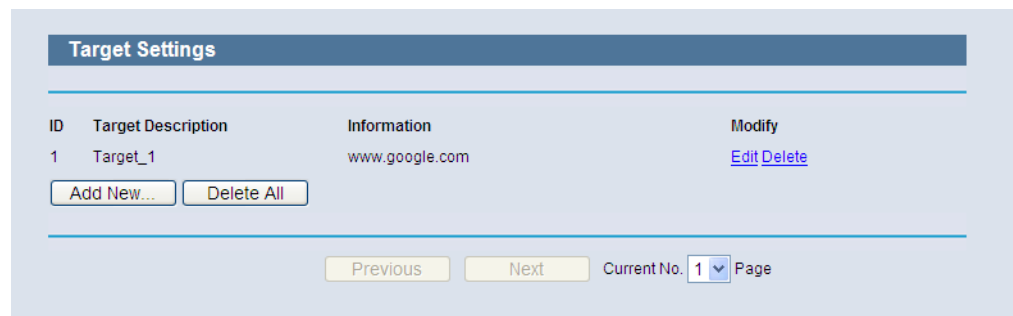 Target Settings
ID Target Description Information Modify
1 Target_1 www.google.com Edit Delete
Add New... Delete All
Previous Next Current No. 1 Page